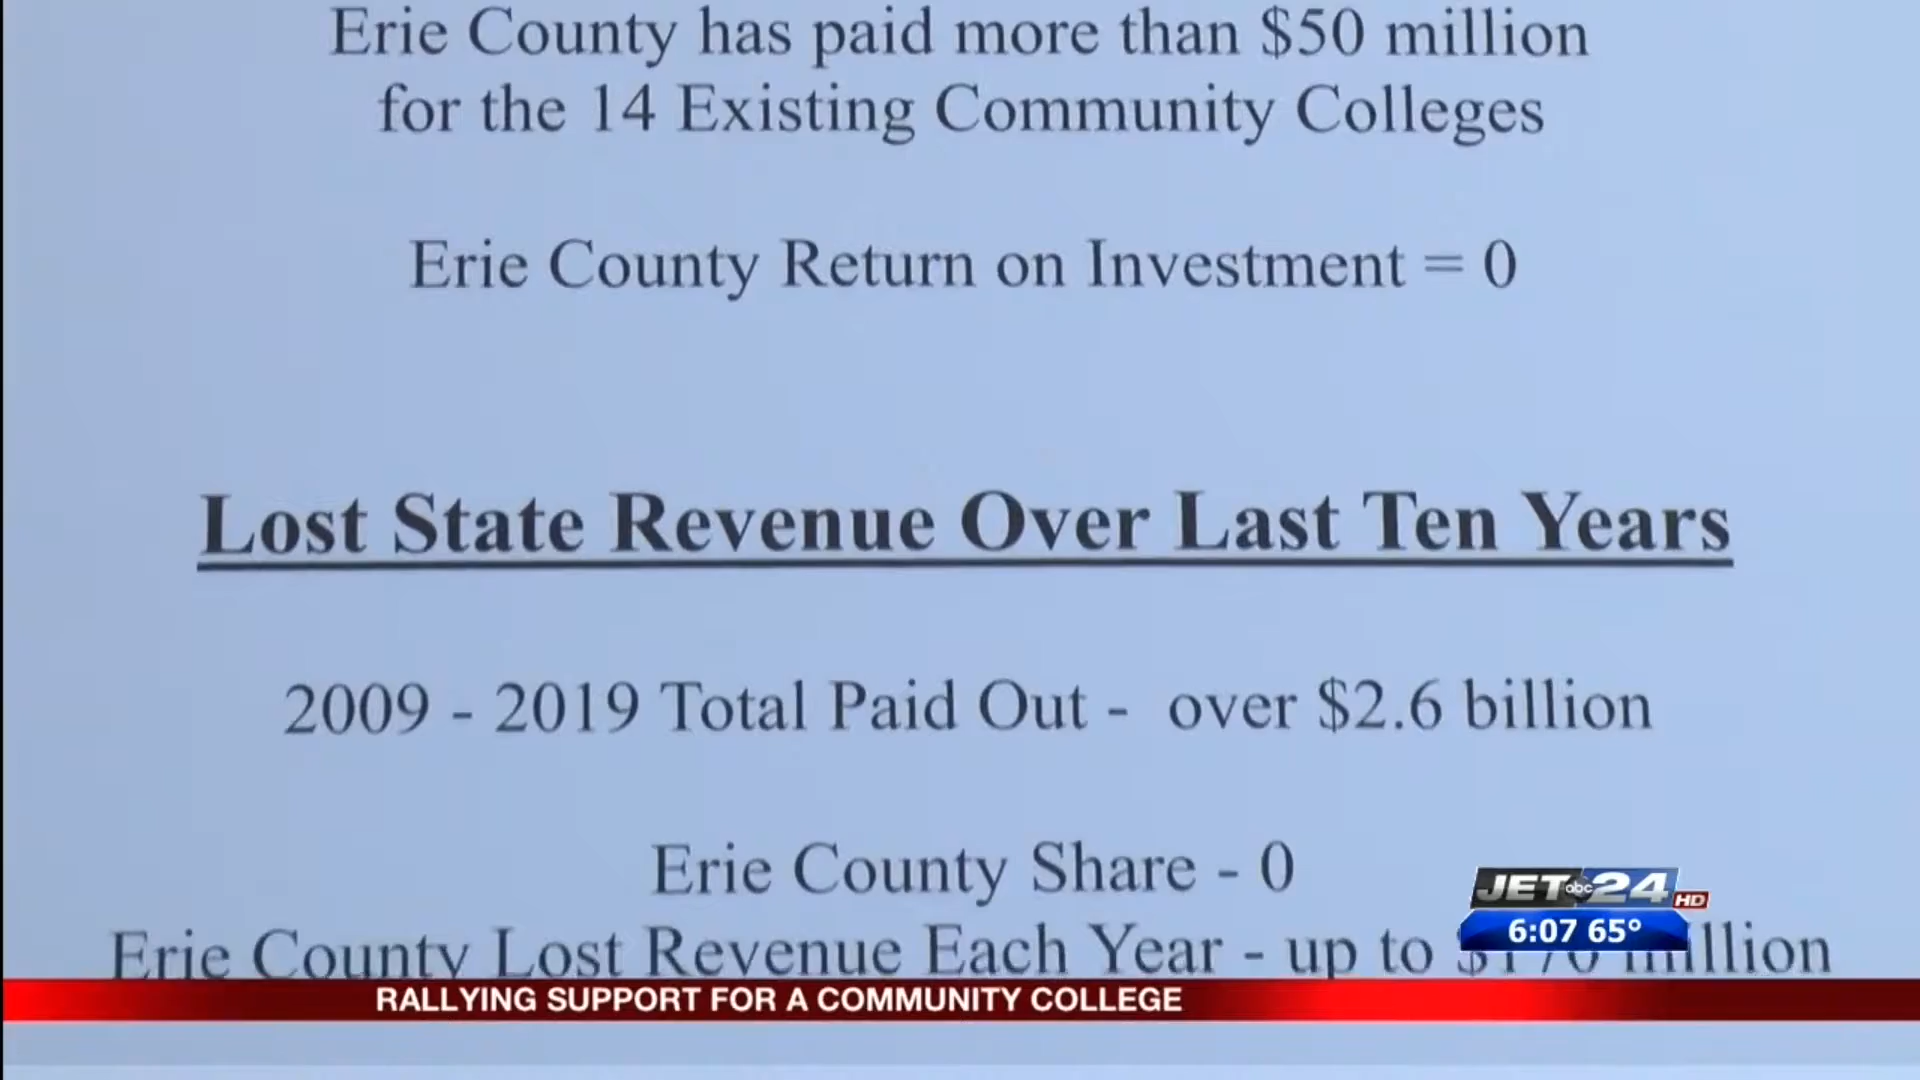 Erie County has paid more than $50 million
for the 14 Existing Community Colleges
Erie County Return on Investment = 0
Lost State Revenue Over Last Ten Years
2009 - 2019 Total Paid Out - over $2.6 billion
Erie County Share - 0
Erie County Lost Revenue Each Year - up to million
JET abc 24 HD
6:07 65°
RALLYING SUPPORT FOR A COMMUNITY COLLEGE